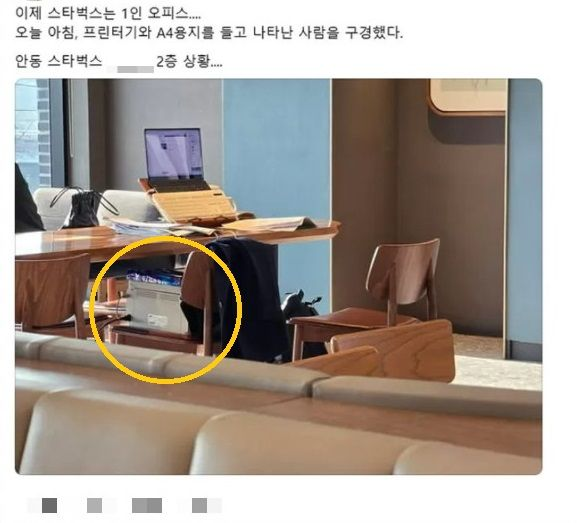 이제 스타벅스는 1인 오피스....
오늘 아침, 프린터기와 A4용지를 들고 나타난 사람을 구경했다.
안동 스타벅스 2층 상황....